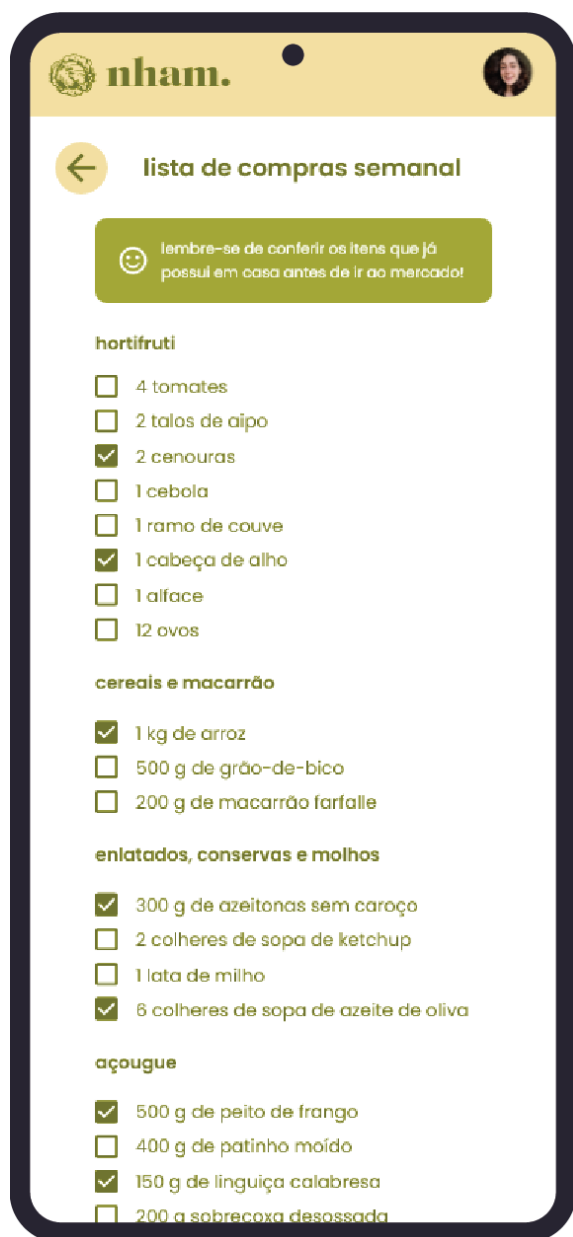 nham.
lista de compras semanal
lembre-se de conferir os itens que já
possui em casa antes de ir ao mercado!
hortifruti
4 tomates
2 talos de aipo
2 cenouras
1 cebola
1 ramo de couve
1 cabeça de alho
1 alface
12 ovos
cereais e macarrão
1 kg de arroz
500 g de grão-de-bico
200 g de macarrão farfalle
enlatados, conservas e molhos
300 g de azeitonas sem caroço
2 colheres de sopa de ketchup
1 lata de milho
6 colheres de sopa de azeite de oliva
açougue
500 g de peito de frango
400 g de patinho moído
150 g de linguiça calabresa
200 g sobrecoxa desossada